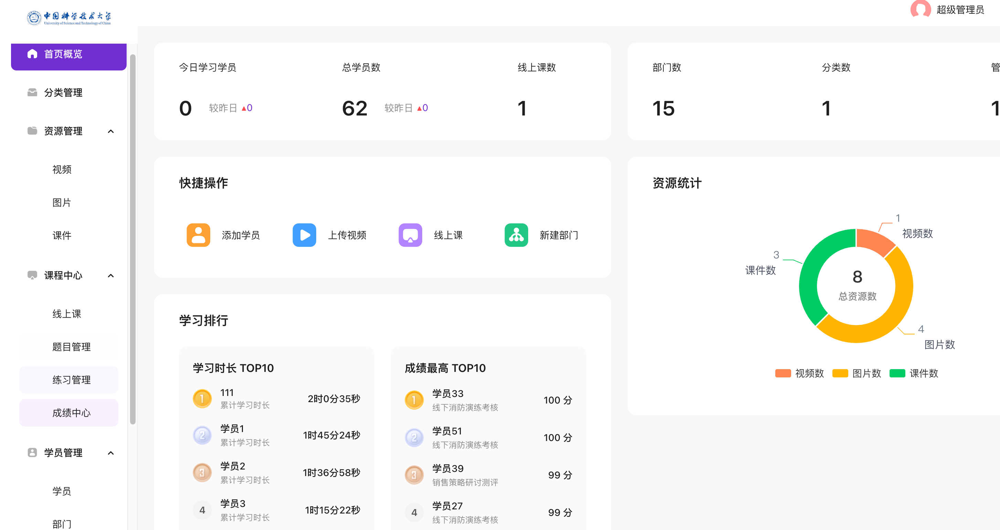 中国科学技术大学
University of Science and Technology of China
超级管理员
首页概览
分类管理
资源管理
视频
图片
课件
课程中心
线上课
题目管理
练习管理
成绩中心
学员管理
学员
部门
今日学习学员
0 较昨日 ▲0
总学员数
62 较昨日 ▲0
线上课数
1
部门数
15
分类数
1
快捷操作
添加学员
上传视频
线上课
新建部门
资源统计
1
视频数
3
课件数
8
总资源数
4
图片数
视频数 图片数 课件数
学习排行
学习时长 TOP10
1 111 2时0分35秒
累计学习时长
2 学员1 1时45分24秒
累计学习时长
3 学员2 1时36分58秒
累计学习时长
4 学员3 1时15分22秒
累计学习时长
成绩最高 TOP10
1 学员33 100 分
线下消防演练考核
2 学员51 100 分
线下消防演练考核
3 学员39 99 分
销售策略研讨测评
4 学员27 99 分
线下消防演练考核